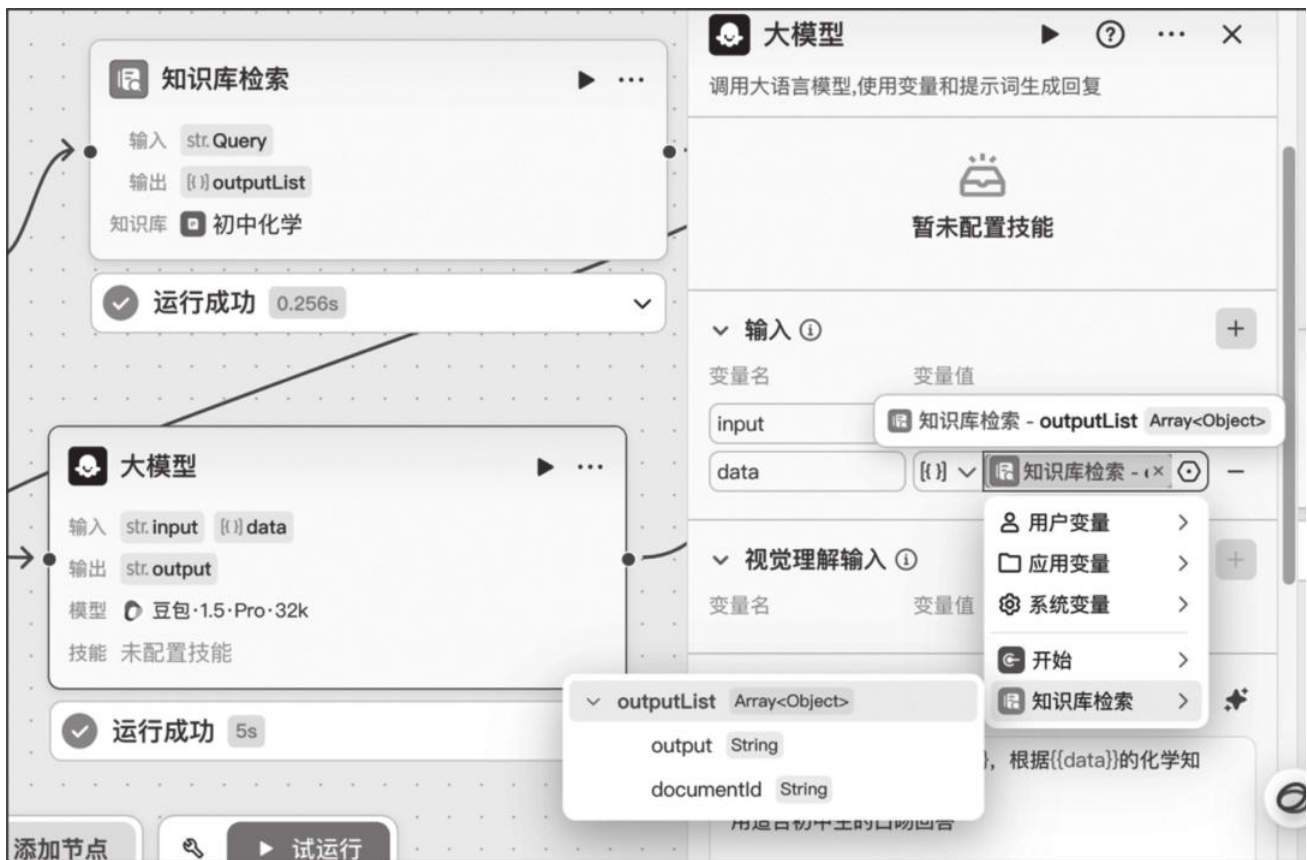 知识库检索
输入 str. Query
输出 [{}] outputList
知识库 初中化学
运行成功 0.256s
大模型
输入 str. input [{}] data
输出 str. output
模型 豆包·1.5·Pro·32k
技能 未配置技能
运行成功 5s
添加节点
试运行
大模型
调用大语言模型,使用变量和提示词生成回复
暂未配置技能
输入
变量名 变量值
input
知识库检索 - outputList Array<Object>
data [{}] 知识库检索 -
用户变量
应用变量
系统变量
开始
知识库检索
视觉理解输入
变量名 变量值
outputList Array<Object>
output String
documentId String
，根据{{data}}的化学知
用适合初中生的口吻回答